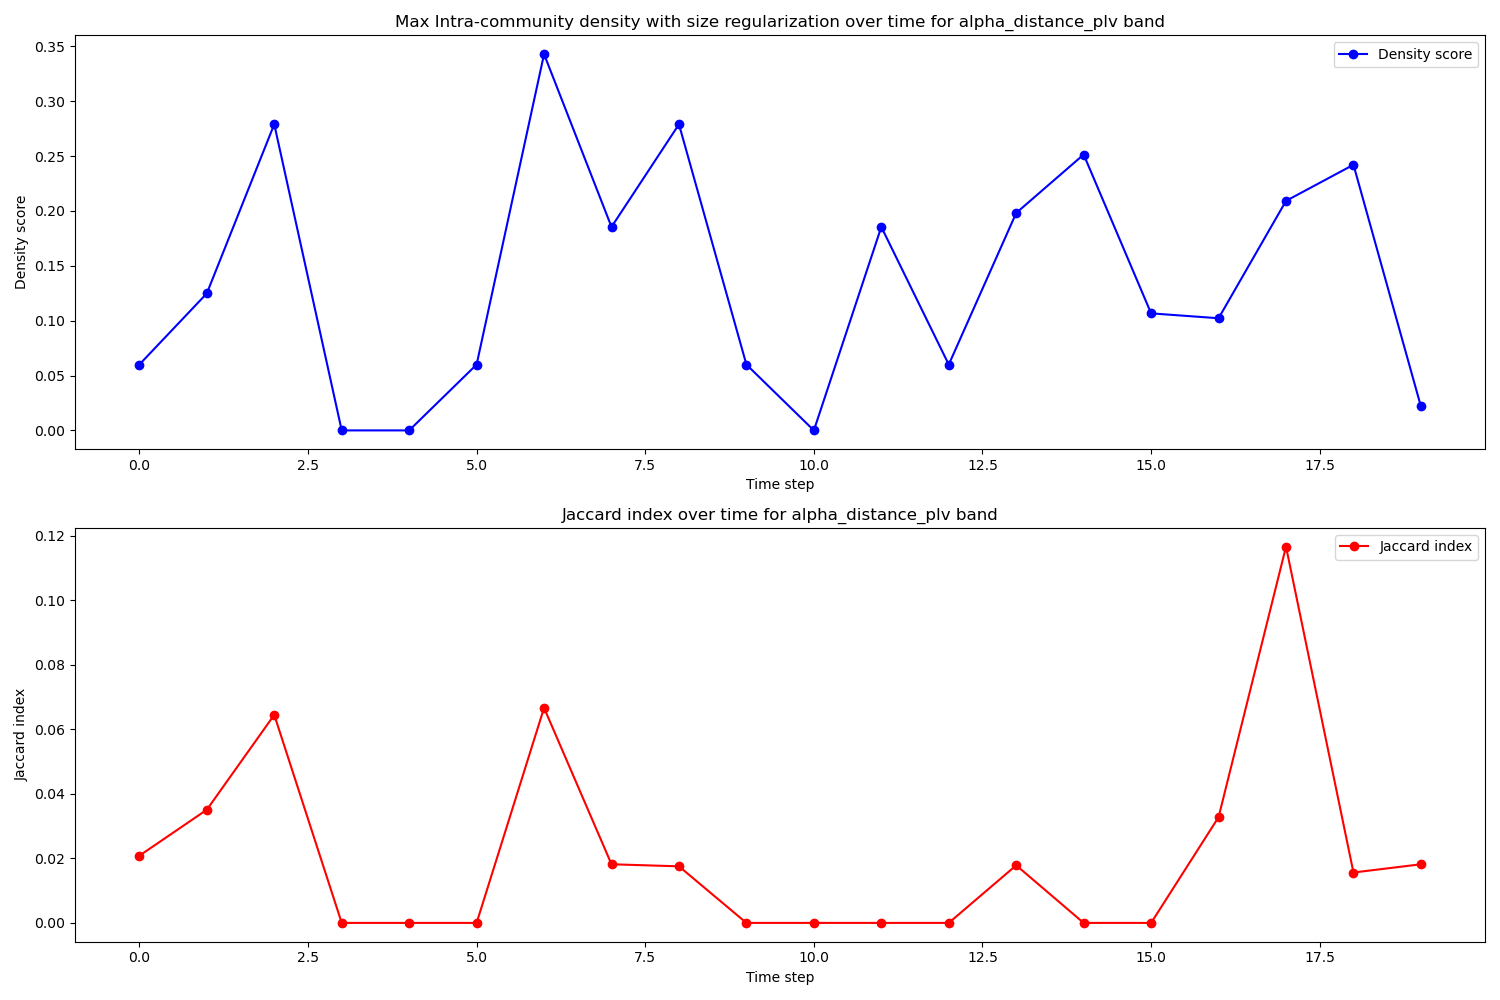 Max Intra-community density with size regularization over time for alpha_distance_plv band
Density score
0.35
0.30
0.25
0.20
0.15
0.10
0.05
0.00
Density score
0.0 2.5 5.0 7.5 10.0 12.5 15.0 17.5
Time step
Jaccard index over time for alpha_distance_plv band
Jaccard index
0.12
0.10
0.08
0.06
0.04
0.02
0.00
Jaccard index
0.0 2.5 5.0 7.5 10.0 12.5 15.0 17.5
Time step